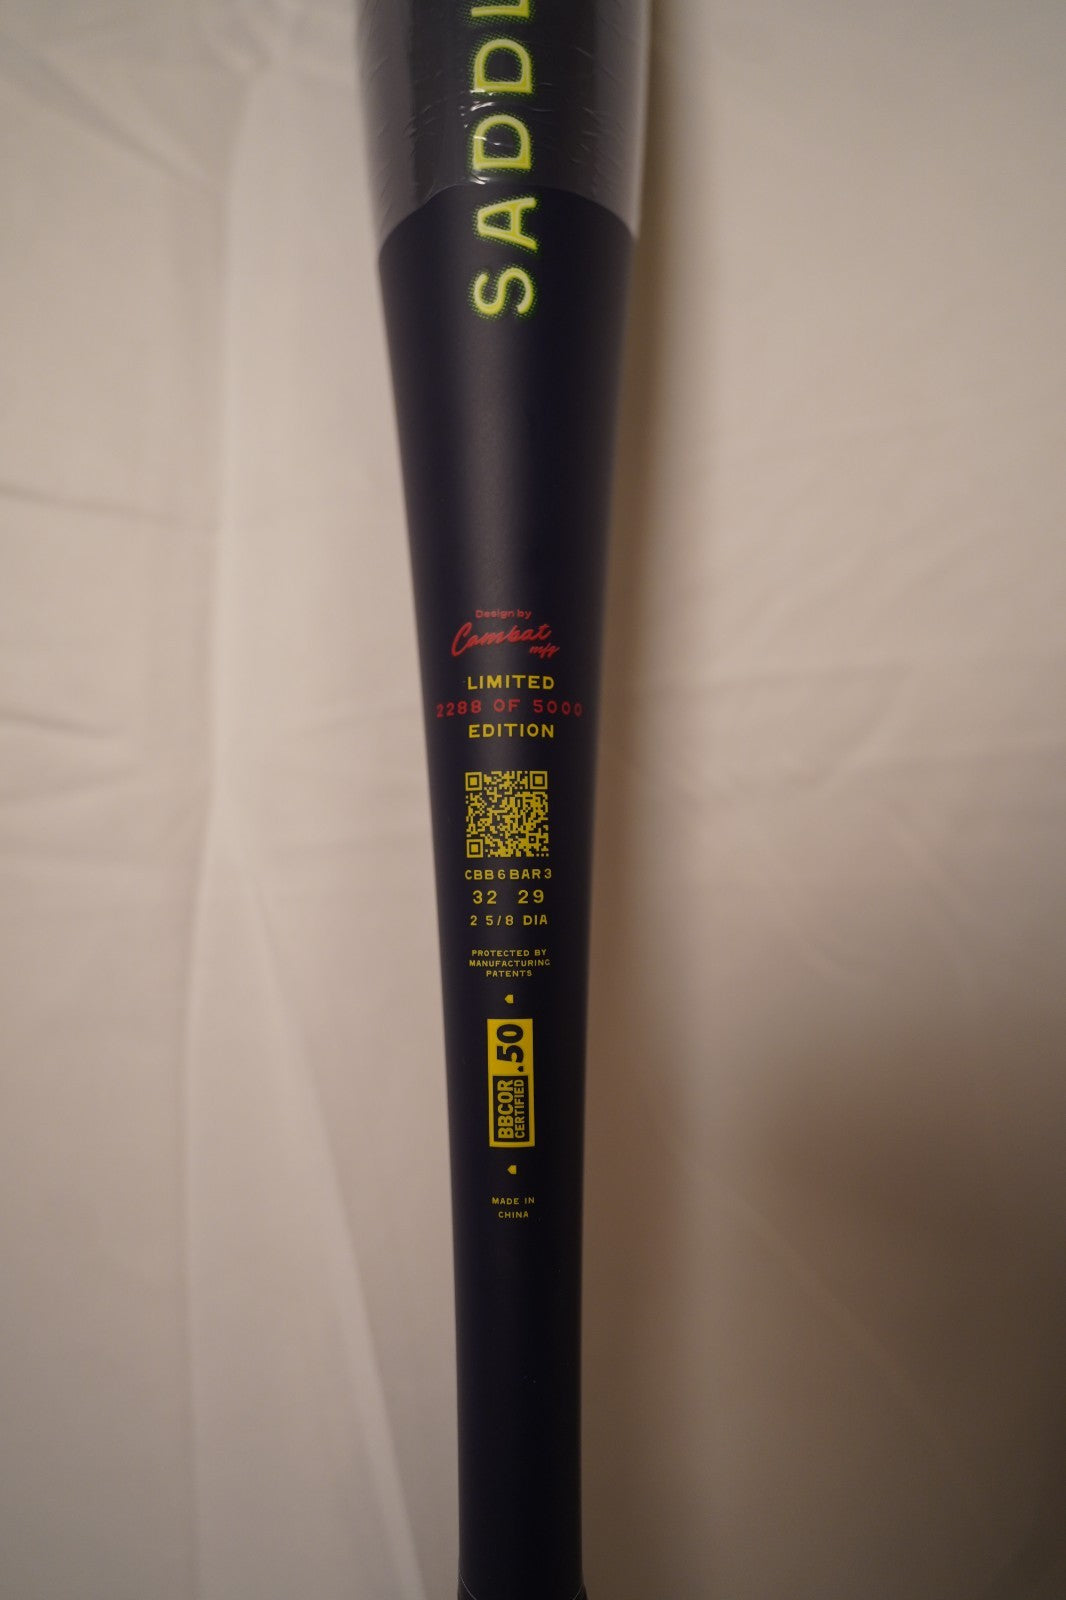 SADDL
Design by
Combat
mfg
LIMITED
2288 OF 5000
EDITION
CBB6BAR3
32 29
2 5/8 DIA
PROTECTED BY
MANUFACTURING
PATENTS
BBCOR
CERTIFIED
.50
MADE IN
CHINA